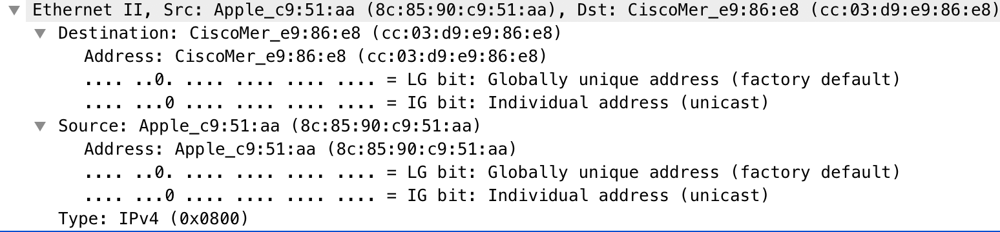 Ethernet II, Src: Apple_c9:51:aa (8c:85:90:c9:51:aa), Dst: CiscoMer_e9:86:e8 (cc:03:d9:e9:86:e8)
Destination: CiscoMer_e9:86:e8 (cc:03:d9:e9:86:e8)
Address: CiscoMer_e9:86:e8 (cc:03:d9:e9:86:e8)
.... ..0. .... .... .... .... = LG bit: Globally unique address (factory default)
.... ...0 .... .... .... .... = IG bit: Individual address (unicast)
Source: Apple_c9:51:aa (8c:85:90:c9:51:aa)
Address: Apple_c9:51:aa (8c:85:90:c9:51:aa)
.... ..0. .... .... .... .... = LG bit: Globally unique address (factory default)
.... ...0 .... .... .... .... = IG bit: Individual address (unicast)
Type: IPv4 (0x0800)